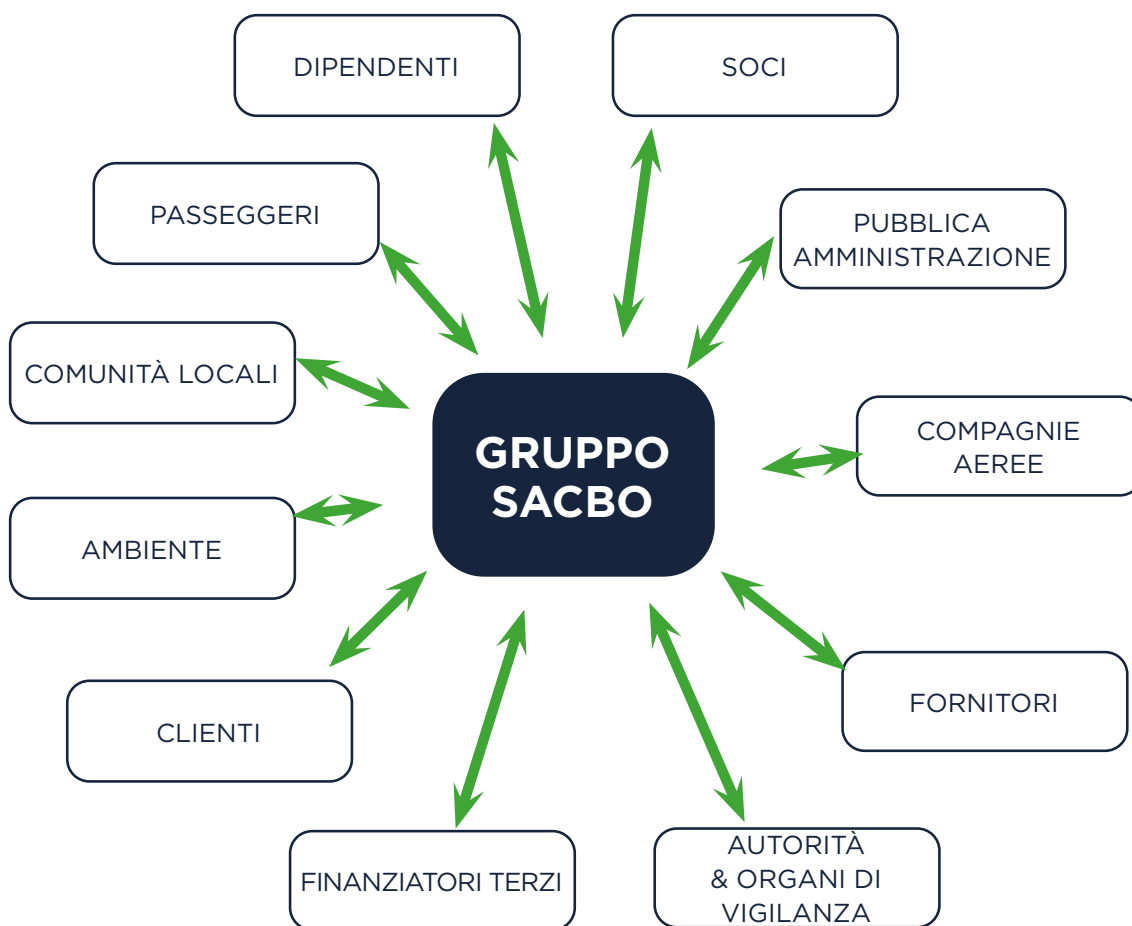 DIPENDENTI
SOCI
PASSEGGERI
PUBBLICA
AMMINISTRAZIONE
COMUNITÀ LOCALI
GRUPPO
SACBO
COMPAGNIE
AEREE
AMBIENTE
CLIENTI
FORNITORI
FINANZIATORI TERZI
AUTORITÀ
& ORGANI DI
VIGILANZA